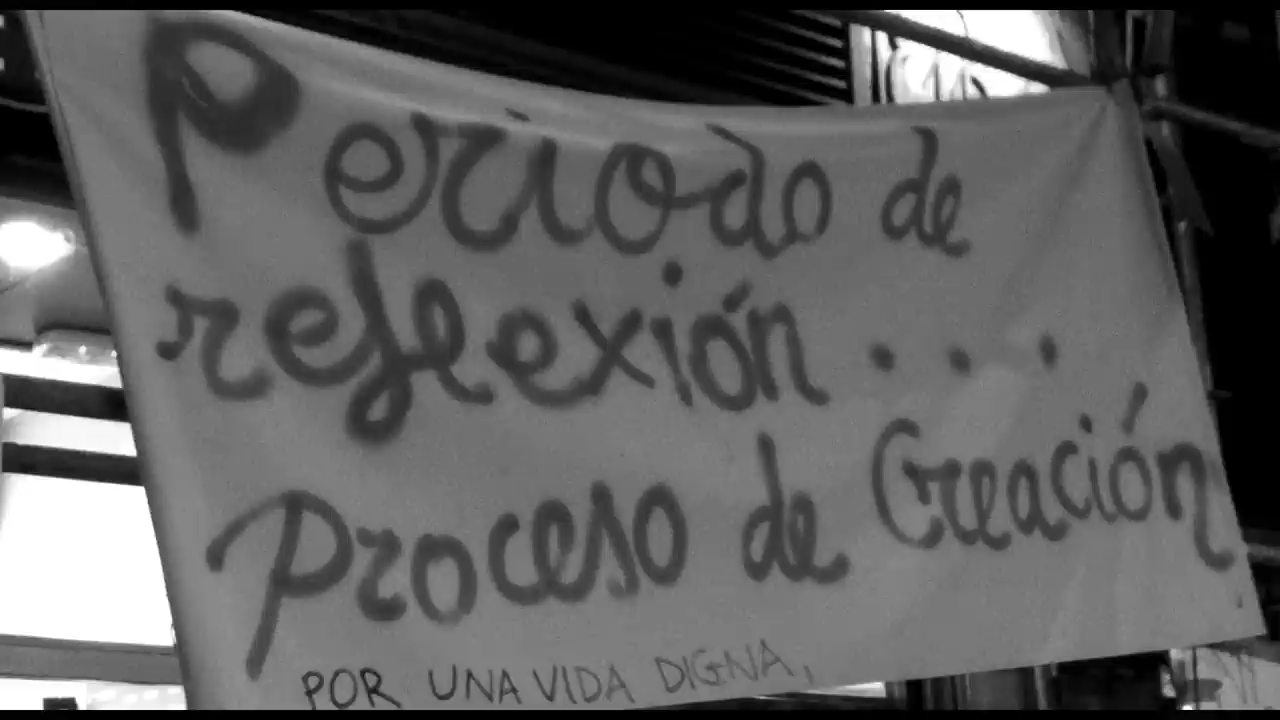 Periodo de
reflexión...
Proceso de Creación
POR UNA VIDA DIGNA,